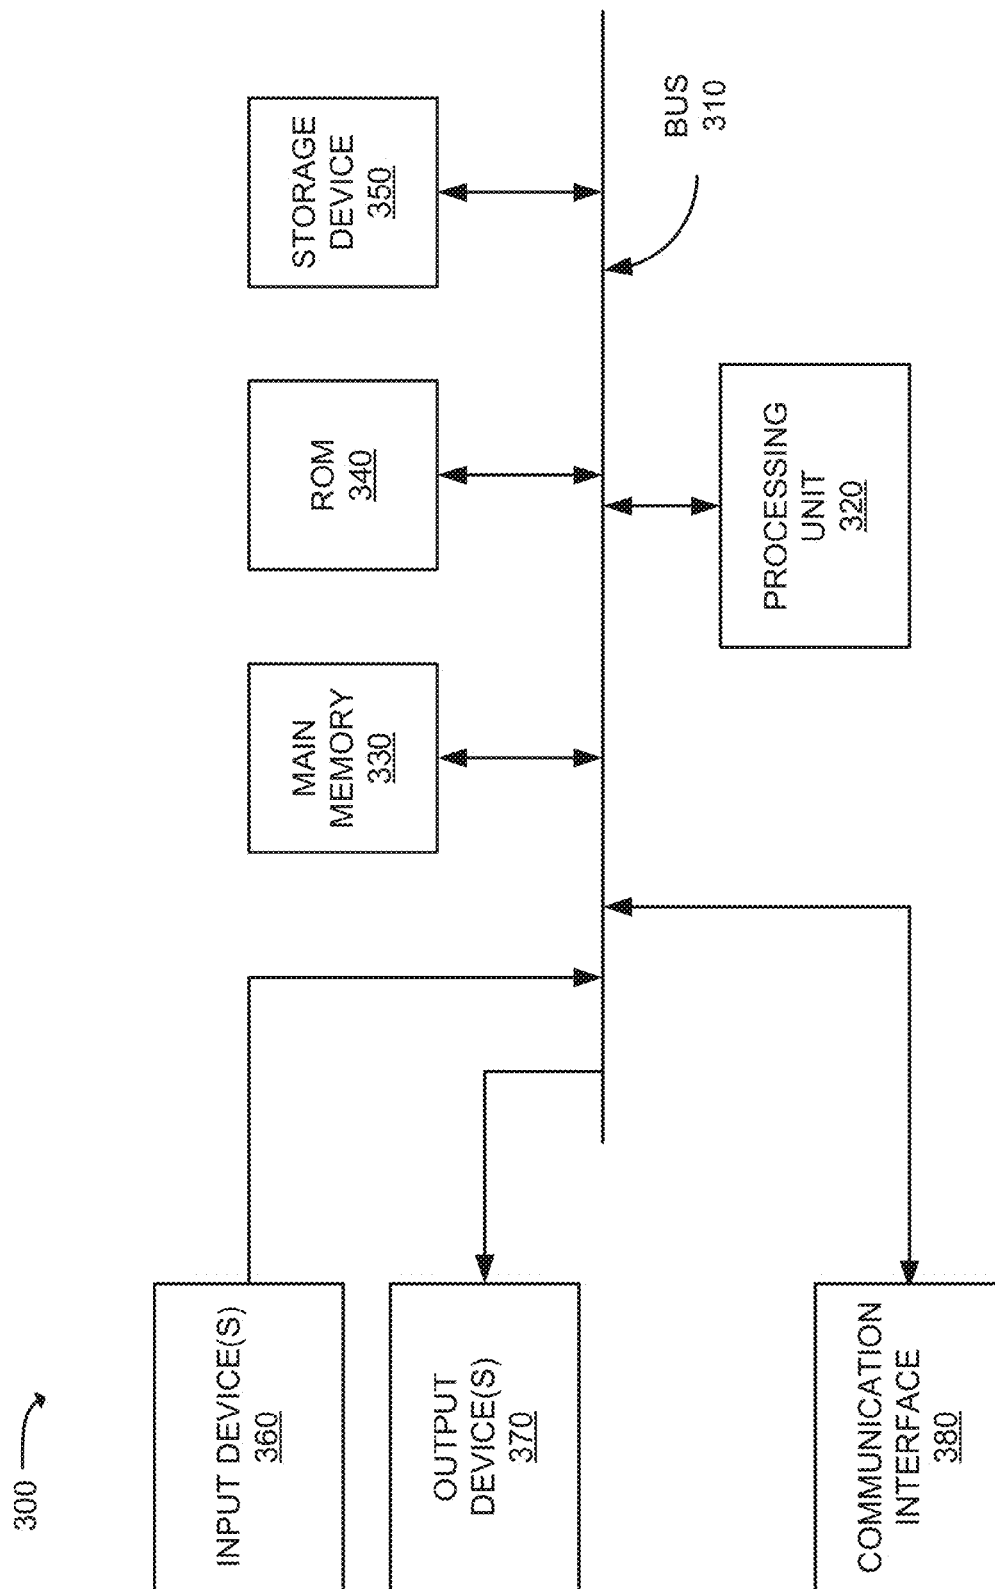 300
INPUT DEVICE(S)
360
MAIN
MEMORY
330
ROM
340
STORAGE
DEVICE
350
OUTPUT
DEVICE(S)
370
BUS
310
COMMUNICATION
INTERFACE
380
PROCESSING
UNIT
320